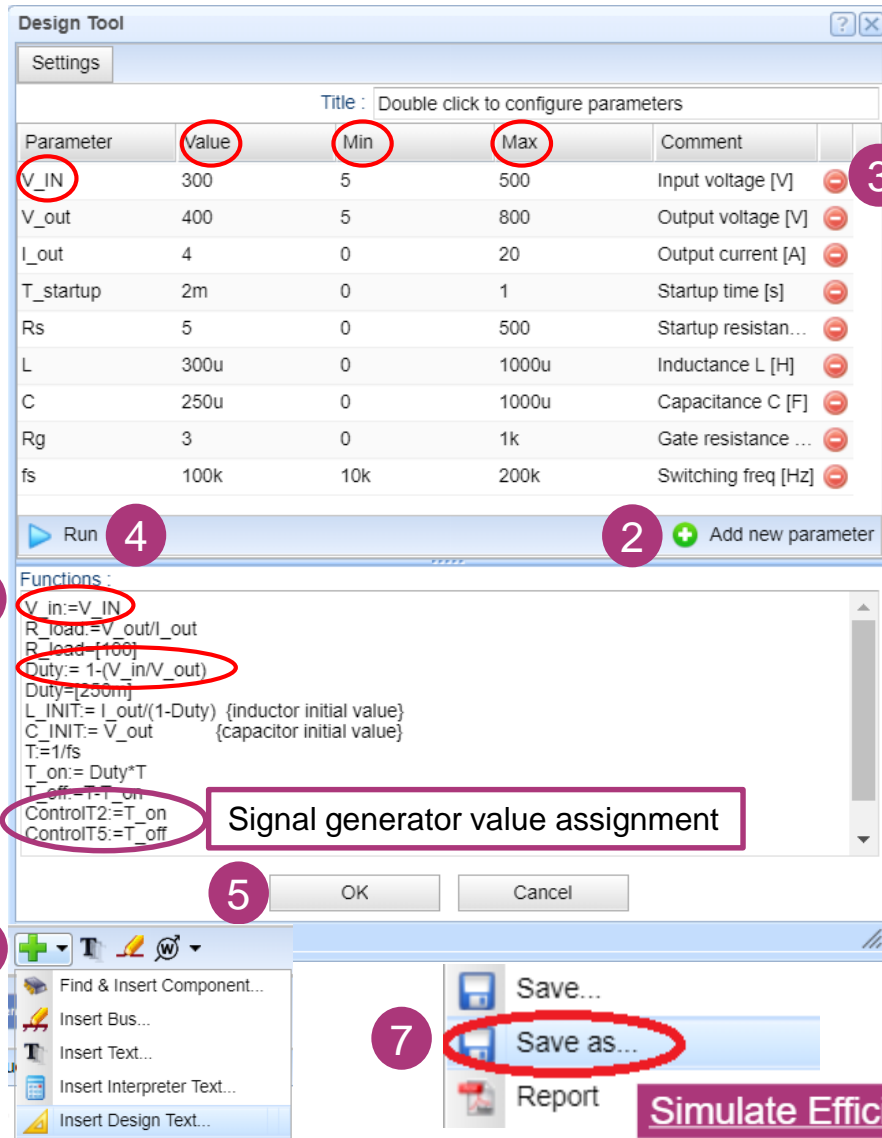 Design Tool
Settings
Title : Double click to configure parameters
Parameter Value Min Max Comment
V_IN 300 5 500 Input voltage [V] 3
V_out 400 5 800 Output voltage [V]
I_out 4 0 20 Output current [A]
T_startup 2m 0 1 Startup time [s]
Rs 5 0 500 Startup resistan...
L 300u 0 1000u Inductance L [H]
C 250u 0 1000u Capacitance C [F]
Rg 3 0 1k Gate resistance ...
fs 100k 10k 200k Switching freq [Hz]
Run 4 2 Add new parameter
Functions :
V_in:=V_IN
R_load:=V_out/I_out
R_load=[100]
Duty:= 1-(V_in/V_out)
Duty=[250m]
L_INIT:= I_out/(1-Duty) {inductor initial value}
C_INIT:= V_out {capacitor initial value}
T:=1/fs
T_on:= Duty*T
T_off:=T-T_on
ControlT2:=T_on
ControlT5:=T_off
Signal generator value assignment
5 OK Cancel
Find & Insert Component...
Insert Bus...
Insert Text...
Insert Interpreter Text...
Insert Design Text...
Save...
7 Save as...
Report
Simulate Effic